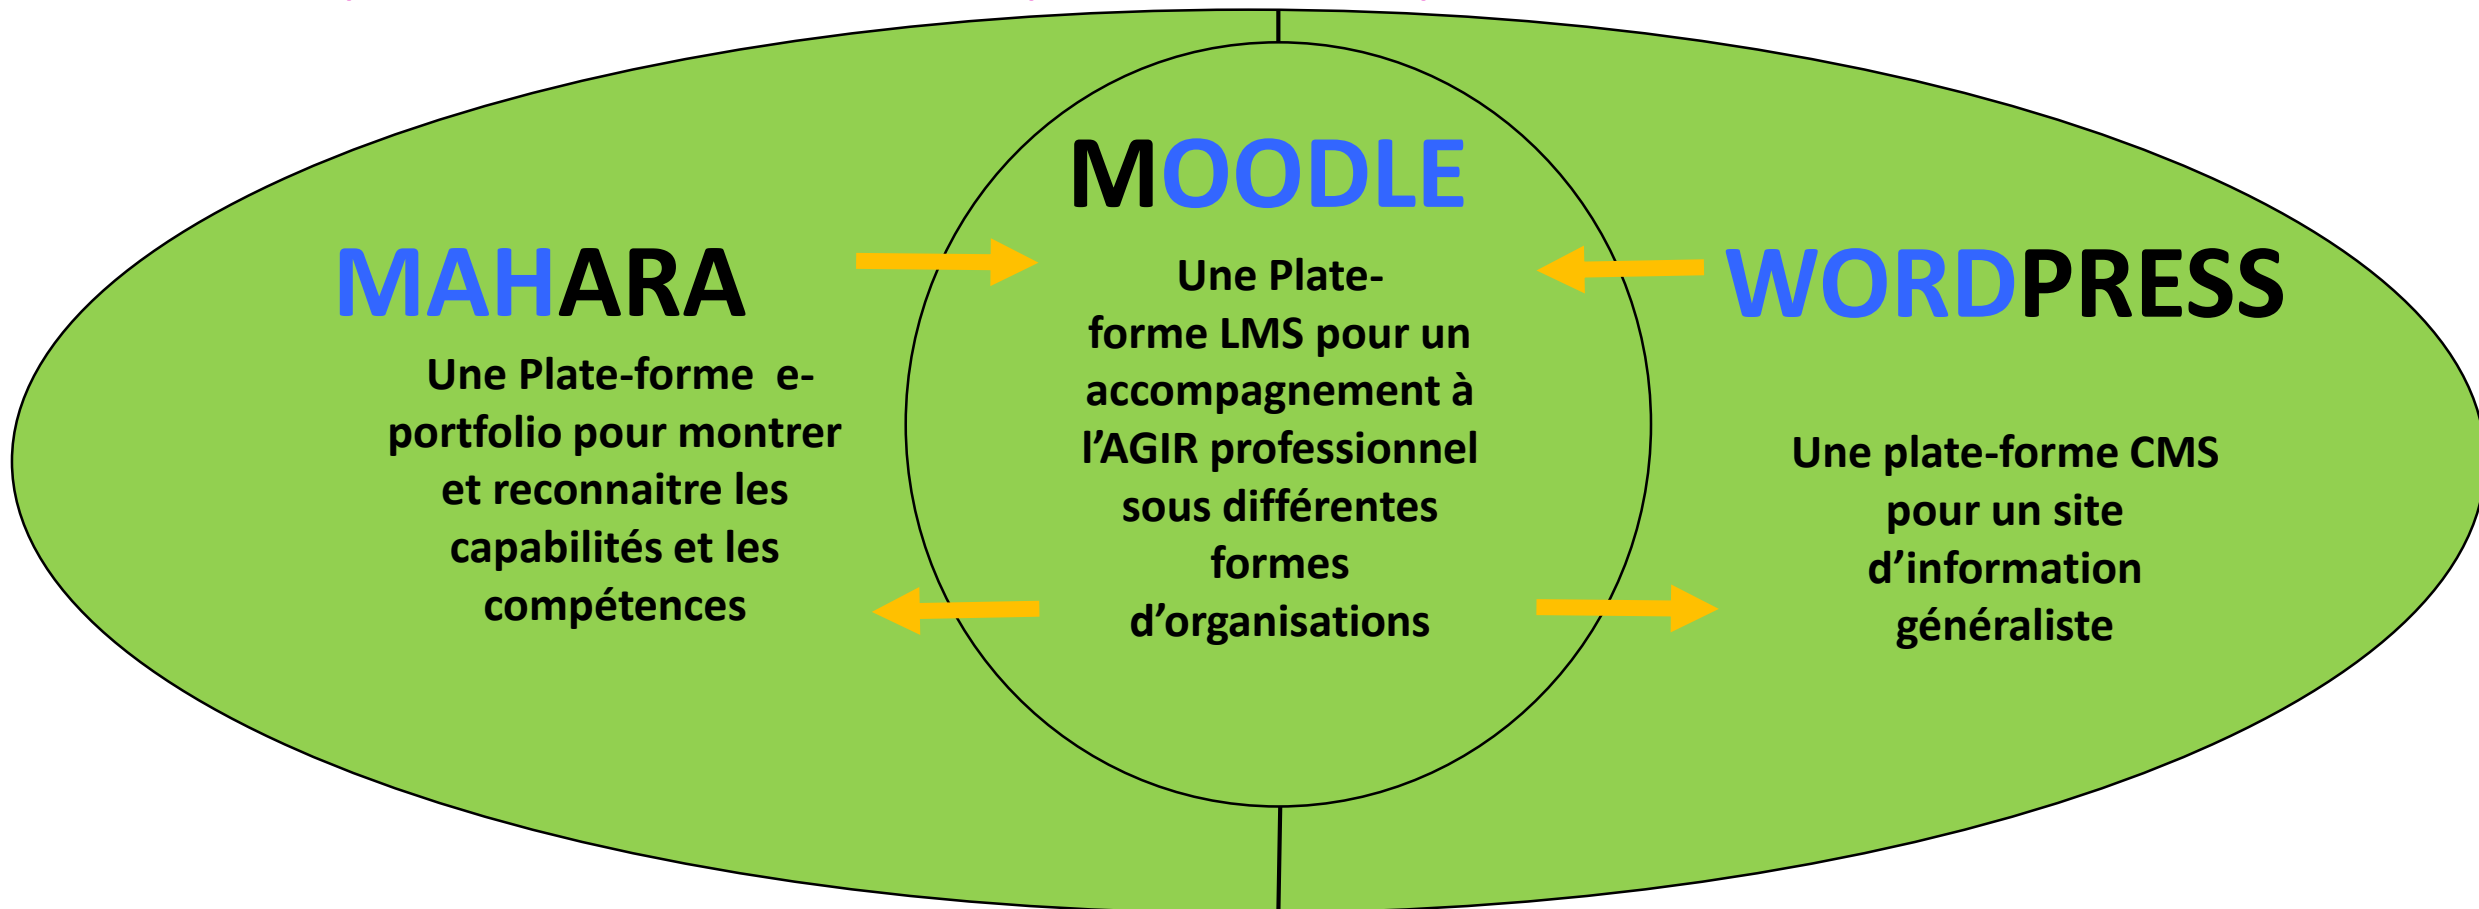 MAHARA
Une Plate-forme  e-
portfolio pour montrer
et reconnaitre les
capabilités et les
compétences
MOODLE
Une Plate-
forme LMS pour un
accompagnement à
l’AGIR professionnel
sous différentes
formes
d’organisations
WORDPRESS
Une plate-forme CMS
pour un site
d’information
généraliste